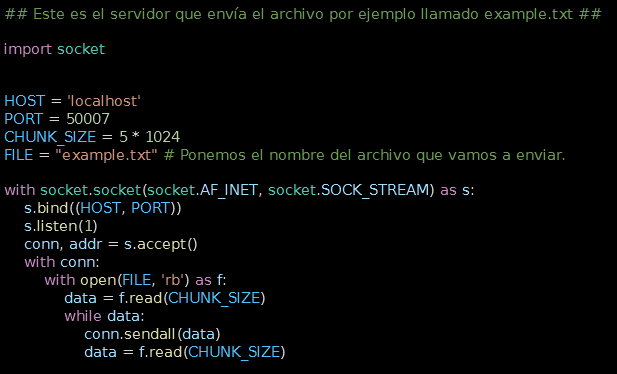 ## Este es el servidor que envía el archivo por ejemplo llamado example.txt ##
import socket
HOST = 'localhost'
PORT = 50007
CHUNK_SIZE = 5 * 1024
FILE = "example.txt" # Ponemos el nombre del archivo que vamos a enviar.
with socket.socket(socket.AF_INET, socket.SOCK_STREAM) as s:
    s.bind((HOST, PORT))
    s.listen(1)
    conn, addr = s.accept()
    with conn:
        with open(FILE, 'rb') as f:
            data = f.read(CHUNK_SIZE)
            while data:
                conn.sendall(data)
                data = f.read(CHUNK_SIZE)